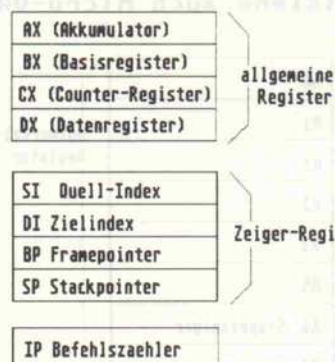 AX (Akkumulator)
BX (Basisregister)
CX (Counter-Register)
DX (Datenregister)
allgemeine
Register
SI Quell-Index
DI Zielindex
BP Framepointer
SP Stackpointer
Zeiger-Regi
IP Befehlszaehler